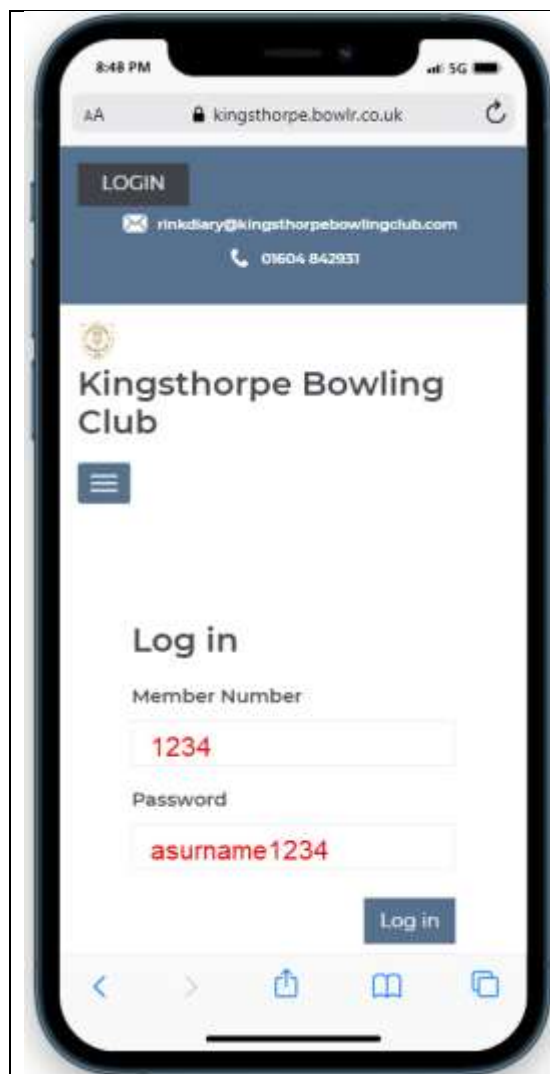 8:48 PM
5G
AA
kingsthorpe.bowlr.co.uk
LOGIN
rinkdiary@kingsthorpebowlingclub.com
01604 842931
Kingsthorpe Bowling
Club
Log in
Member Number
1234
Password
asurname1234
Log in